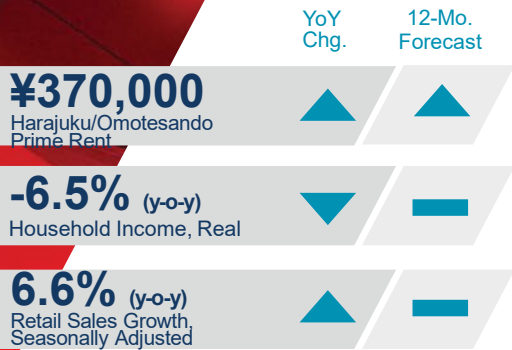 YoY
Chg.
12-Mo.
Forecast
¥370,000
Harajuku/Omotesando
Prime Rent
-6.5% (y-o-y)
Household Income, Real
6.6% (y-o-y)
Retail Sales Growth,
Seasonally Adjusted